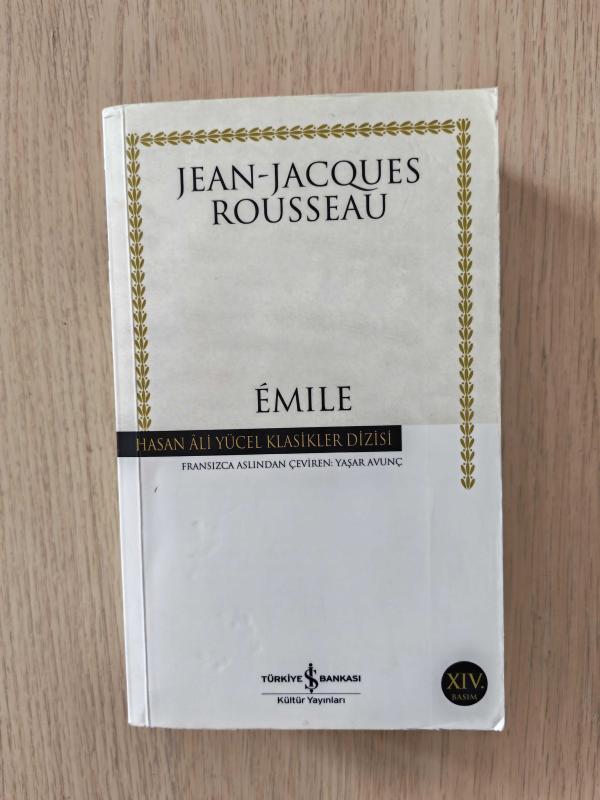 JEAN-JACQUES
ROUSSEAU
ÉMILE
HASAN ÂLİ YÜCEL KLASİKLER DİZİSİ
FRANSIZCA ASLINDAN ÇEVİREN: YAŞAR AVUNÇ
TÜRKİYE İŞ BANKASI
Kültür Yayınları
XIV.
BASIM